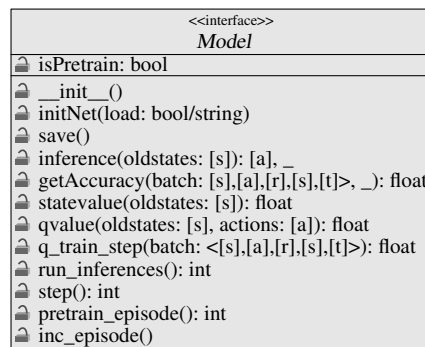 <<interface>>
Model
isPretrain: bool
__init__()
initNet(load: bool/string)
save()
inference(oldstates: [s]): [a], _
getAccuracy(batch: [s],[a],[r],[s],[t]>, _): float
statevalue(oldstates: [s]): float
qvalue(oldstates: [s], actions: [a]): float
q_train_step(batch: <[s],[a],[r],[s],[t]>): float
run_inferences(): int
step(): int
pretrain_episode(): int
inc_episode()